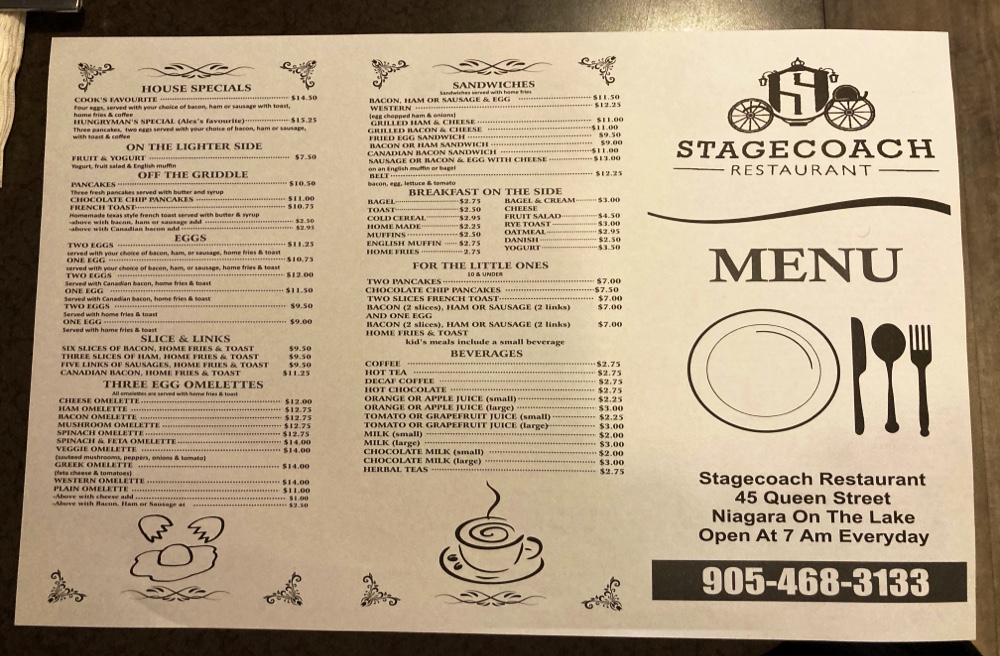 HOUSE SPECIALS
COOK'S FAVOURITE $14.50
Four eggs, served with your choice of bacon, ham or sausage with toast,
home fries & coffee
HUNGRYMAN'S SPECIAL (Alex's favourite) $15.25
Three pancakes, two eggs served with your choice of bacon, ham or sausage,
with toast & coffee
ON THE LIGHTER SIDE
FRUIT & YOGURT $7.50
Yogurt, fruit salad & English muffin
OFF THE GRIDDLE
PANCAKES $10.50
Three fresh pancakes served with butter and syrup
CHOCOLATE CHIP PANCAKES $11.00
FRENCH TOAST $10.75
Homemade texas style french toast served with butter & syrup
-above with bacon, ham or sausage add $2.50
-above with Canadian bacon add $2.95
EGGS
TWO EGGS $11.25
served with your choice of bacon, ham, or sausage, home fries & toast
ONE EGG $10.75
served with your choice of bacon, ham, or sausage, home fries & toast
TWO EGGS $12.00
Served with Canadian bacon, home fries & toast
ONE EGG $11.50
Served with Canadian bacon, home fries & toast
TWO EGGS $9.50
Served with home fries & toast
ONE EGG $9.00
Served with home fries & toast
SLICE & LINKS
SIX SLICES OF BACON, HOME FRIES & TOAST $9.50
THREE SLICES OF HAM, HOME FRIES & TOAST $9.50
FIVE LINKS OF SAUSAGES, HOME FRIES & TOAST $9.50
CANADIAN BACON, HOME FRIES & TOAST $11.25
THREE EGG OMELETTES
All omelettes are served with home fries & toast
CHEESE OMELETTE $12.00
HAM OMELETTE $12.75
BACON OMELETTE $12.75
MUSHROOM OMELETTE $12.75
SPINACH OMELETTE $12.75
SPINACH & FETA OMELETTE $14.00
VEGGIE OMELETTE $14.00
(sauteed mushrooms, peppers, onions & tomato)
GREEK OMELETTE $14.00
(feta cheese & tomatoes)
WESTERN OMELETTE $14.00
PLAIN OMELETTE $11.00
-Above with cheese add $1.00
-Above with Bacon, Ham or Sausage at $2.50
SANDWICHES
Sandwiches served with home fries
BACON, HAM OR SAUSAGE & EGG $11.50
WESTERN $12.25
(egg chopped ham & onions)
GRILLED HAM & CHEESE $11.00
GRILLED BACON & CHEESE $11.00
FRIED EGG SANDWICH $9.50
BACON OR HAM SANDWICH $9.00
CANADIAN BACON SANDWICH $11.00
SAUSAGE OR BACON & EGG WITH CHEESE $13.00
on an English muffin or bagel
BELT $12.25
bacon, egg, lettuce & tomato
BREAKFAST ON THE SIDE
BAGEL $2.75
TOAST $2.50
COLD CEREAL $2.95
HOME MADE $2.25
MUFFINS $2.50
ENGLISH MUFFIN $2.75
HOME FRIES 2.75
BAGEL & CREAM $3.00
CHEESE
FRUIT SALAD $4.50
RYE TOAST $3.00
OATMEAL $2.95
DANISH $2.50
YOGURT $3.50
FOR THE LITTLE ONES
10 & UNDER
TWO PANCAKES $7.00
CHOCOLATE CHIP PANCAKES $7.50
TWO SLICES FRENCH TOAST $7.00
BACON (2 slices), HAM OR SAUSAGE (2 links) $7.00
AND ONE EGG
BACON (2 slices), HAM OR SAUSAGE (2 links) $7.00
HOME FRIES & TOAST
kid's meals include a small beverage
BEVERAGES
COFFEE $2.75
HOT TEA $2.75
DECAF COFFEE $2.75
HOT CHOCOLATE $2.75
ORANGE OR APPLE JUICE (small) $2.25
ORANGE OR APPLE JUICE (large) $3.00
TOMATO OR GRAPEFRUIT JUICE (small) $2.25
TOMATO OR GRAPEFRUIT JUICE (large) $3.00
MILK (small) $2.00
MILK (large) $3.00
CHOCOLATE MILK (small) $2.00
CHOCOLATE MILK (large) $3.00
HERBAL TEAS $2.75
S
STAGECOACH
RESTAURANT
MENU
Stagecoach Restaurant
45 Queen Street
Niagara On The Lake
Open At 7 Am Everyday
905-468-3133